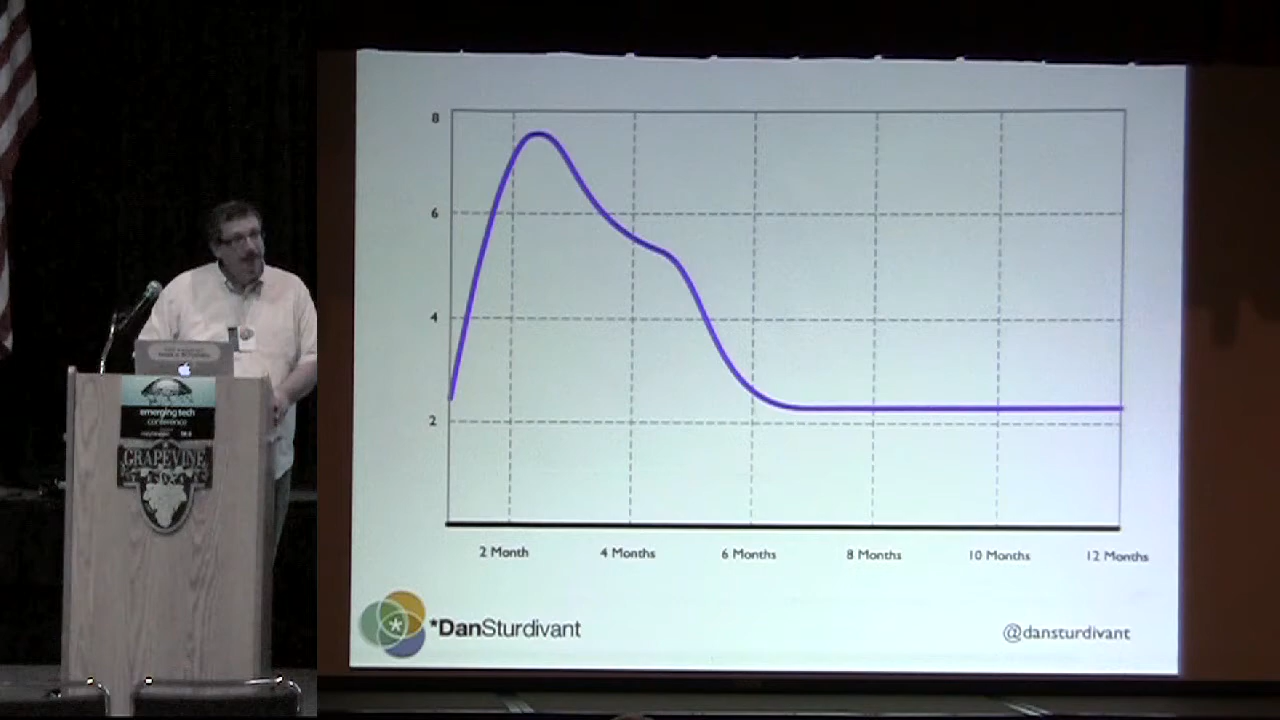 8
6
4
2
2 Month
4 Months
6 Months
8 Months
10 Months
12 Months
*DanSturdivant
@dansturdivant
emerging tech
conference
GRAPEVINE